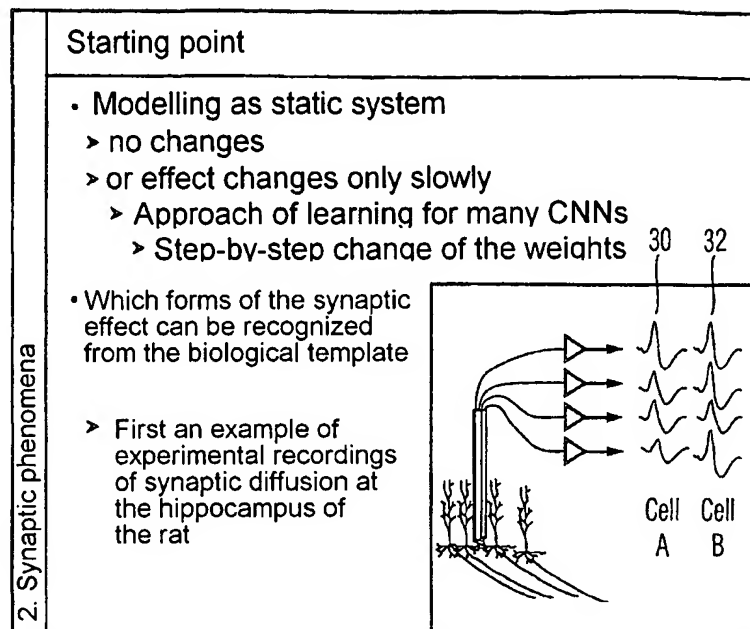 Starting point
• Modelling as static system
➤ no changes
➤ or effect changes only slowly
➤ Approach of learning for many CNNs
➤ Step-by-step change of the weights
• Which forms of the synaptic
effect can be recognized
from the biological template
➤ First an example of
experimental recordings
of synaptic diffusion at
the hippocampus of
the rat
30 32
Cell Cell
A B
2. Synaptic phenomena